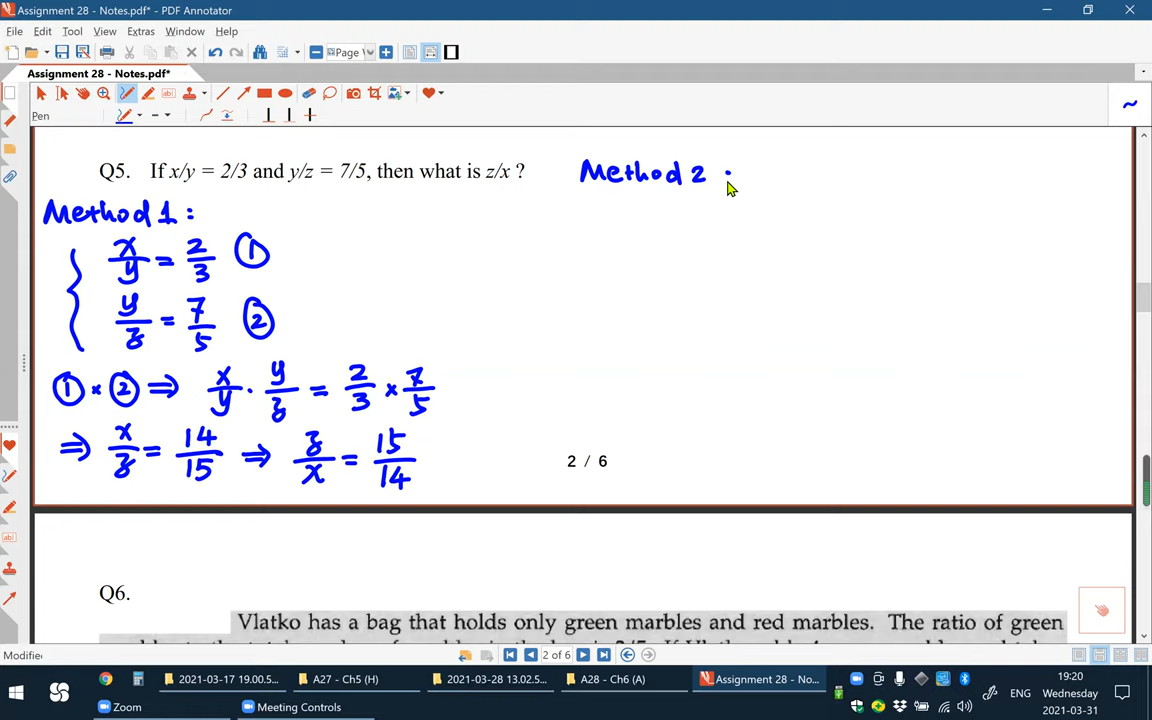 Assignment 28 - Notes.pdf* - PDF Annotator
File Edit Tool View Extras Window Help
Page V
Assignment 28 - Notes.pdf*
Pen
Q5. If x/y = 2/3 and y/z = 7/5, then what is z/x ?
Method 2 :
Method 1 :
x/y = 2/3 ①
y/z = 7/5 ②
① × ② ⇒ x/y · y/z = 2/3 × 7/5
⇒ x/z = 14/15 ⇒ z/x = 15/14
2 / 6
Q6.
Vlatko has a bag that holds only green marbles and red marbles. The ratio of green
Modifie
2 of 6
2021-03-17 19.00.5...
A27 - Ch5 (H)
2021-03-28 13.02.5...
A28 - Ch6 (A)
Assignment 28 - No...
Zoom
Meeting Controls
ENG
19:20
Wednesday
2021-03-31